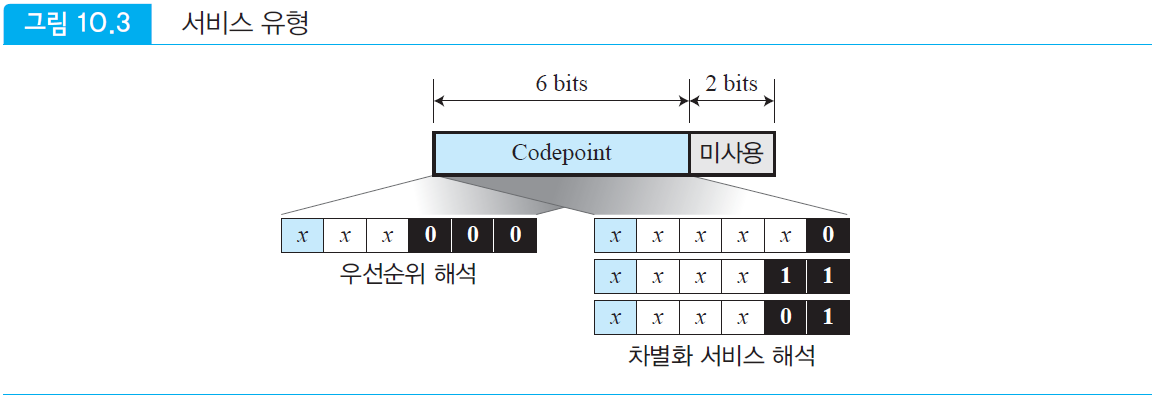 그림 10.3 서비스 유형
6 bits 2 bits
Codepoint 미사용
x x x 0 0 0
우선순위 해석
x x x x x 0
x x x x 1 1
x x x x 0 1
차별화 서비스 해석